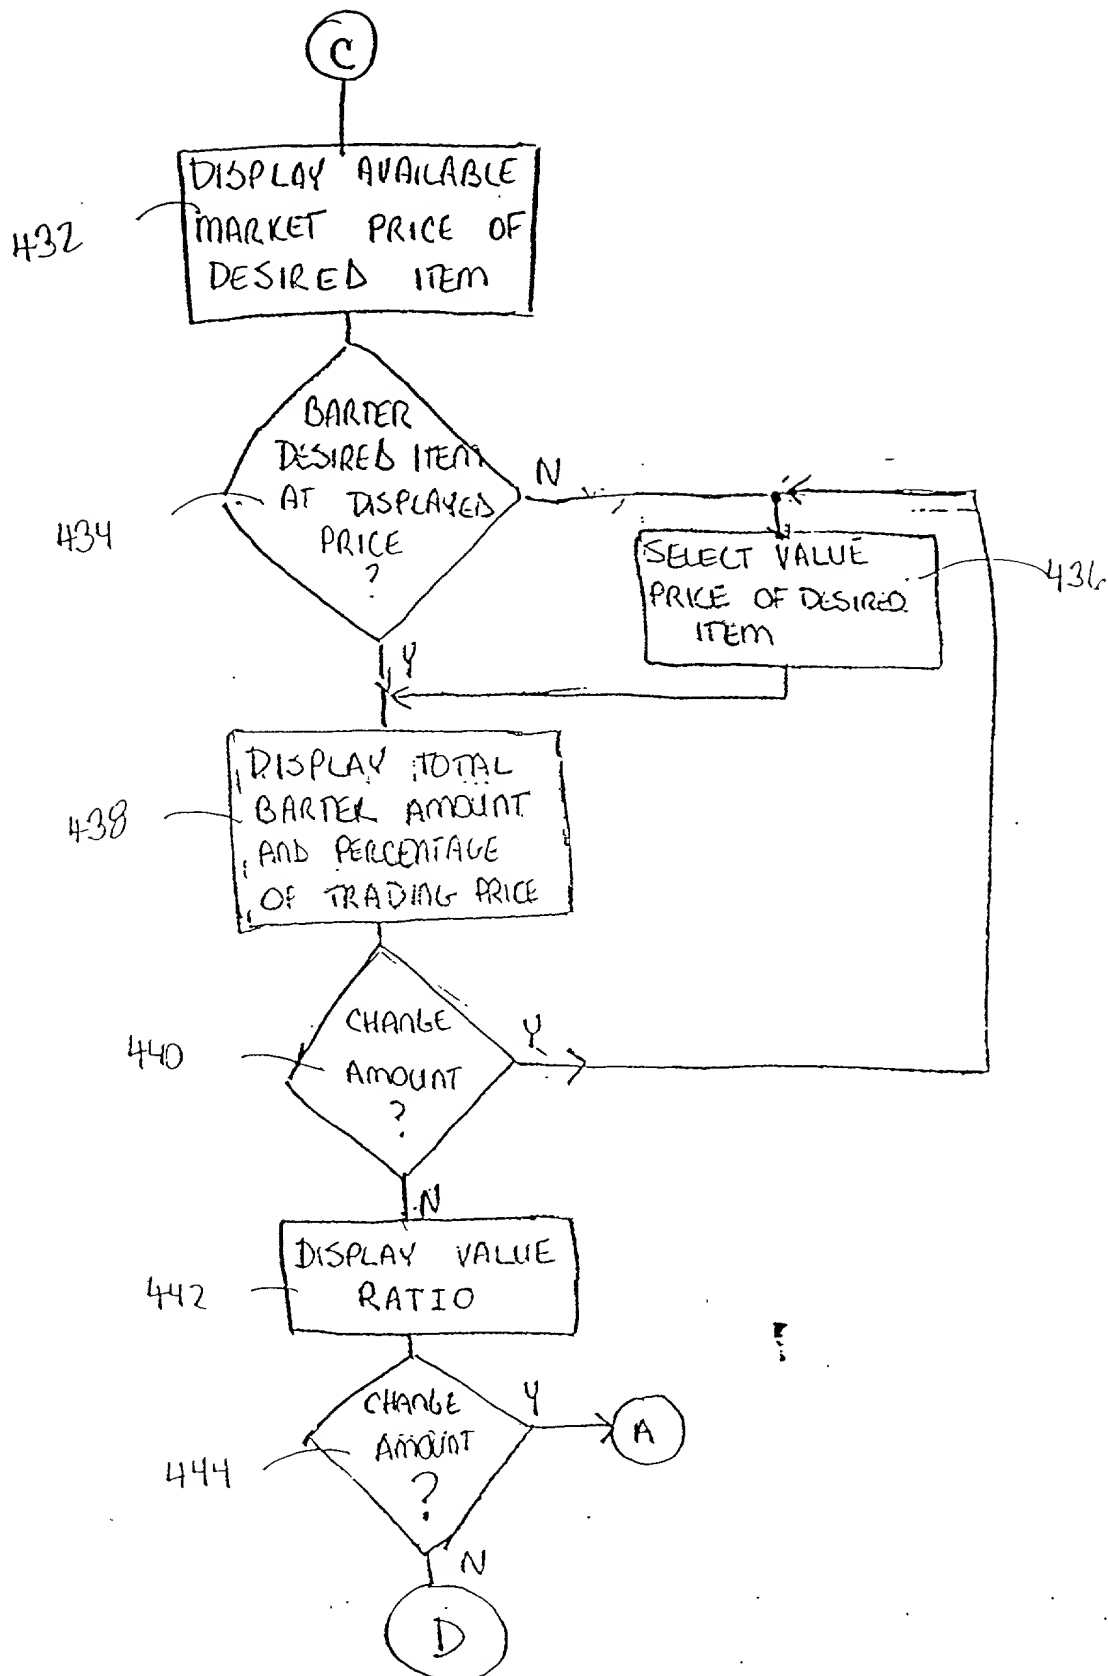 C
DISPLAY AVAILABLE
MARKET PRICE OF
DESIRED ITEM
432
BARTER
DESIRED ITEM
AT DISPLAYED
PRICE
?
434
N
SELECT VALUE
PRICE OF DESIRED
ITEM
436
Y
DISPLAY TOTAL
BARTER AMOUNT
AND PERCENTAGE
OF TRADING PRICE
438
CHANGE
AMOUNT
?
440
Y
N
DISPLAY VALUE
RATIO
442
CHANGE
AMOUNT
?
444
Y
A
N
D